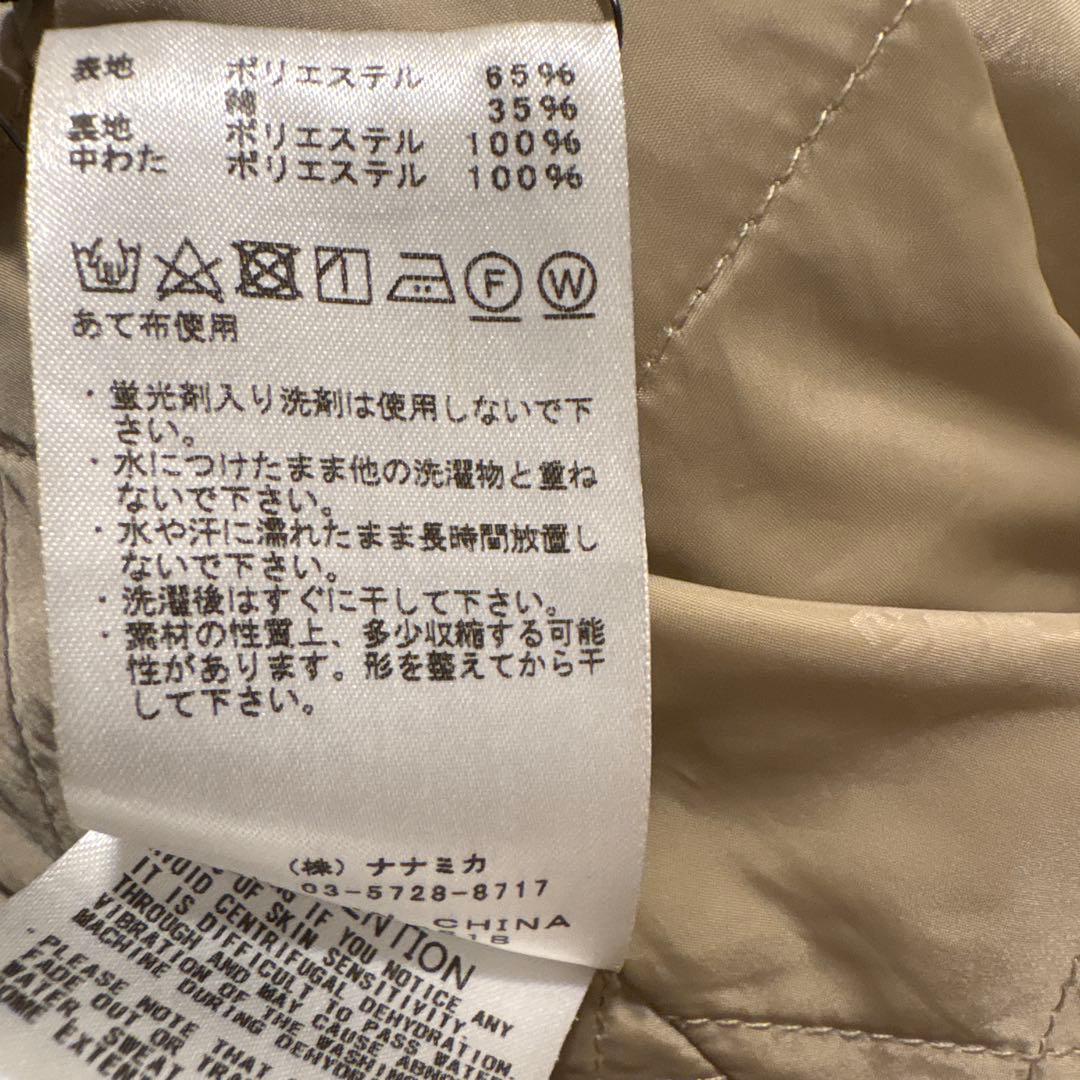 表地 ポリエステル 65%
綿 35%
裏地 ポリエステル 100%
中わた ポリエステル 100%
F W
あて布使用
・蛍光剤入り洗剤は使用しないで下
さい。
・水につけたまま他の洗濯物と重ね
ないで下さい。
・水や汗に濡れたまま長時間放置し
ないで下さい。
・洗濯後はすぐに干して下さい。
・素材の性質上、多少収縮する可能
性があります。形を整えてから干
して下さい。
(株) ナナミカ
03-5728-8717
CHINA
18
OF SKIN SENSITIVITY.
IT IS DIFFICULT TO PASS WATER
THROUGH AND MAY CAUSE
VIBRATION OF THE WASHING
MACHINE DURING
"PLEASE NOTE THAT
FADE OUT OR
WATER, SWEAT